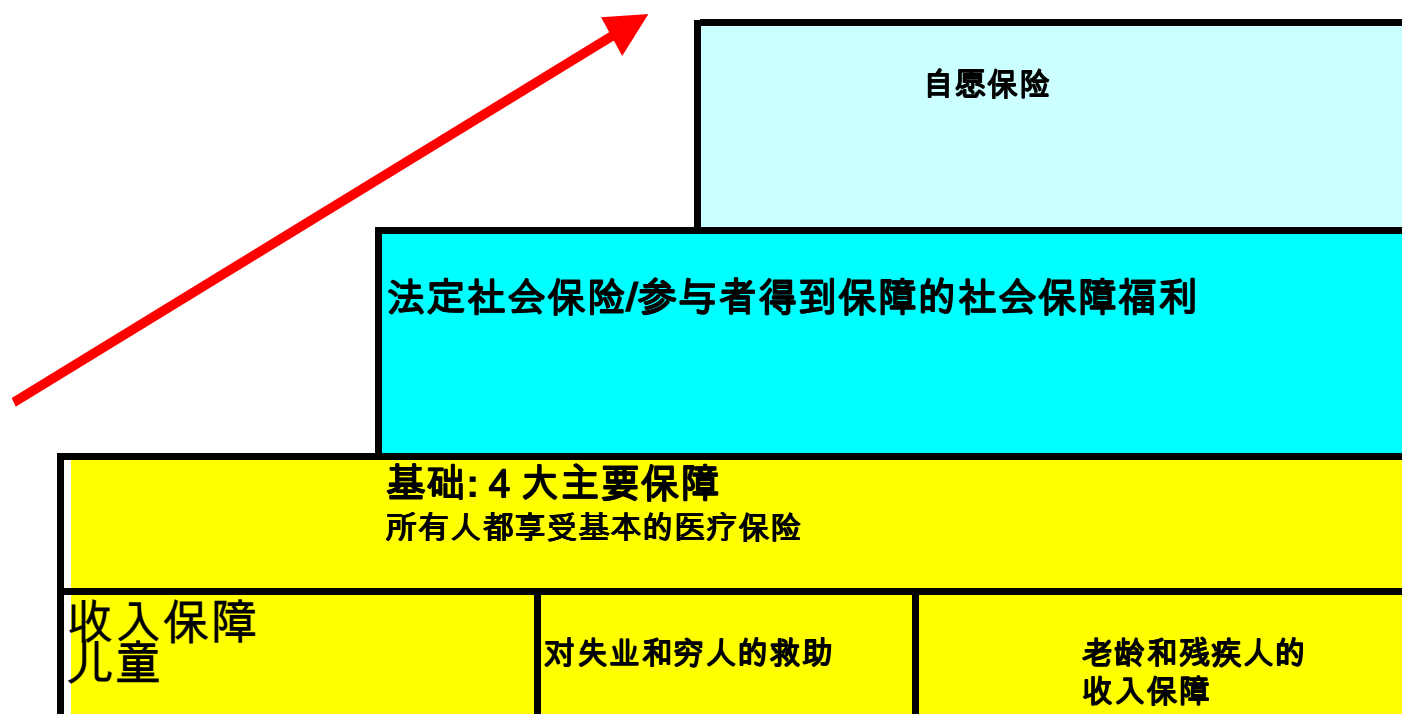 自愿保险
法定社会保险/参与者得到保障的社会保障福利
基础: 4 大主要保障
所有人都享受基本的医疗保险
收入保障
儿童
对失业和穷人的救助
老龄和残疾人的
收入保障